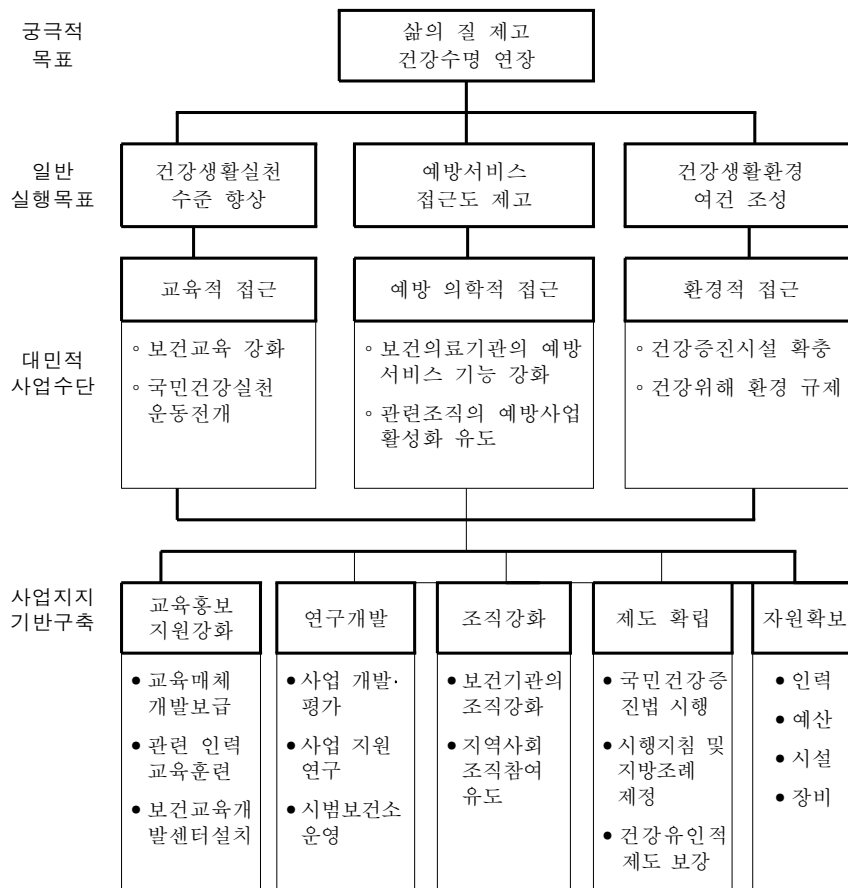 궁극적
목표
삶의 질 제고
건강수명 연장
일반
실행목표
건강생활실천
수준 향상
예방서비스
접근도 제고
건강생활환경
여건 조성
대민적
사업수단
교육적 접근
◦ 보건교육 강화
◦ 국민건강실천
운동전개
예방 의학적 접근
◦ 보건의료기관의 예방
서비스 기능 강화
◦ 관련조직의 예방사업
활성화 유도
환경적 접근
◦ 건강증진시설 확충
◦ 건강위해 환경 규제
사업지지
기반구축
교육홍보
지원강화
● 교육매체
개발보급
● 관련 인력
교육훈련
● 보건교육개
발센터설치
연구개발
● 사업 개발·
평가
● 사업 지원
연구
● 시범보건소
운영
조직강화
● 보건기관의
조직강화
● 지역사회
조직참여
유도
제도 확립
● 국민건강증
진법 시행
● 시행지침 및
지방조례
제정
● 건강유인적
제도 보강
자원확보
● 인력
● 예산
● 시설
● 장비